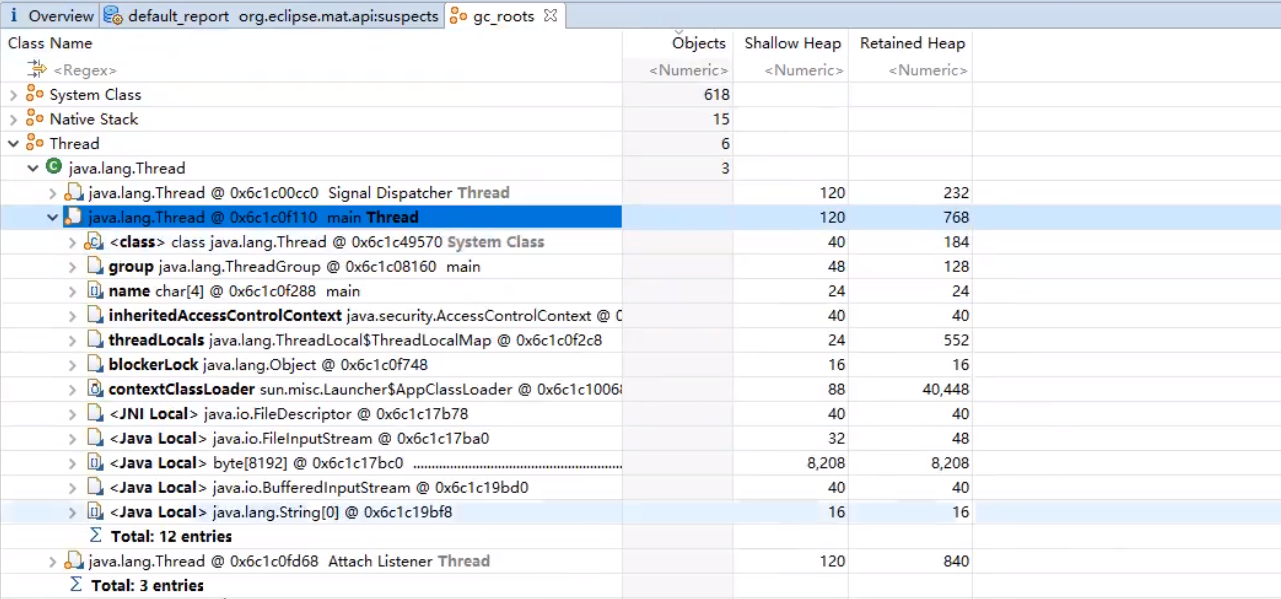 i Overview default_report org.eclipse.mat.api:suspects gc_roots
Class Name Objects Shallow Heap Retained Heap
<Regex> <Numeric> <Numeric> <Numeric>
System Class 618
Native Stack 15
Thread 6
C java.lang.Thread 3
java.lang.Thread @ 0x6c1c00cc0 Signal Dispatcher Thread 120 232
java.lang.Thread @ 0x6c1c0f110 main Thread 120 768
<class> class java.lang.Thread @ 0x6c1c49570 System Class 40 184
group java.lang.ThreadGroup @ 0x6c1c08160 main 48 128
name char[4] @ 0x6c1c0f288 main 24 24
inheritedAccessControlContext java.security.AccessControlContext @ 0 40 40
threadLocals java.lang.ThreadLocal$ThreadLocalMap @ 0x6c1c0f2c8 24 552
blockerLock java.lang.Object @ 0x6c1c0f748 16 16
contextClassLoader sun.misc.Launcher$AppClassLoader @ 0x6c1c10068 88 40,448
<JNI Local> java.io.FileDescriptor @ 0x6c1c17b78 40 40
<Java Local> java.io.FileInputStream @ 0x6c1c17ba0 32 48
<Java Local> byte[8192] @ 0x6c1c17bc0 .................................................... 8,208 8,208
<Java Local> java.io.BufferedInputStream @ 0x6c1c19bd0 40 40
<Java Local> java.lang.String[0] @ 0x6c1c19bf8 16 16
Σ Total: 12 entries
java.lang.Thread @ 0x6c1c0fd68 Attach Listener Thread 120 840
Σ Total: 3 entries